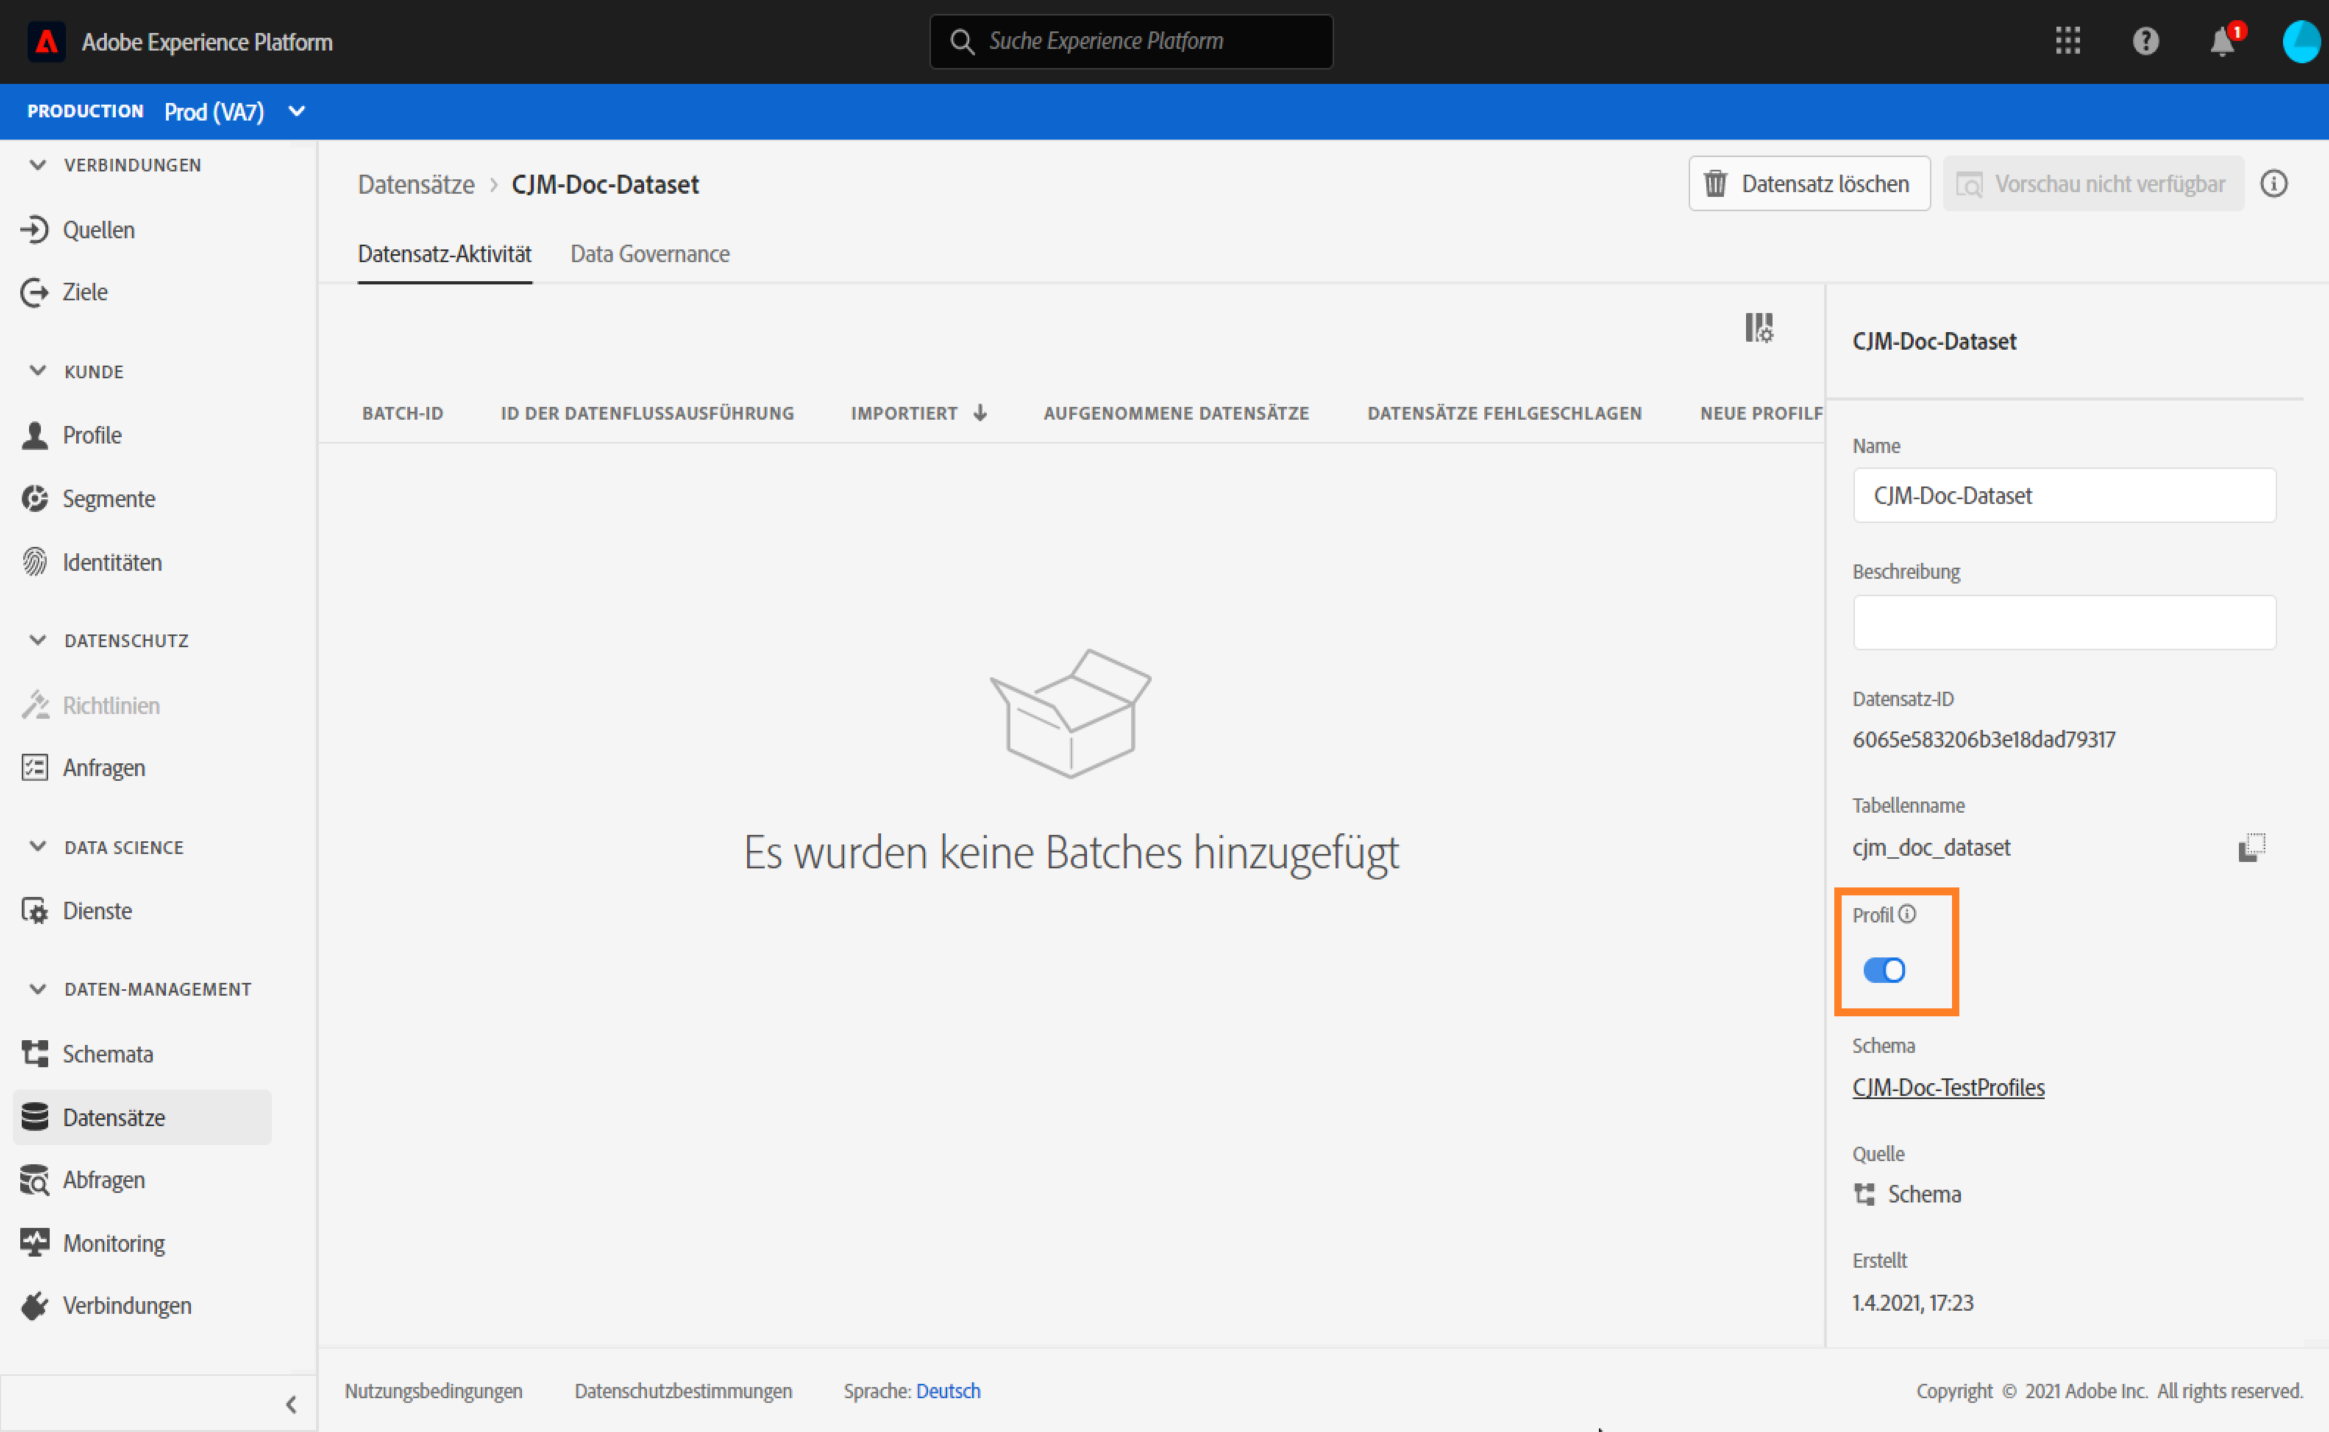 Adobe Experience Platform
Suche Experience Platform
1
PRODUCTION Prod (VA7)
VERBINDUNGEN
Quellen
Ziele
KUNDE
Profile
Segmente
Identitäten
DATENSCHUTZ
Richtlinien
Anfragen
DATA SCIENCE
Dienste
DATEN-MANAGEMENT
Schemata
Datensätze
Abfragen
Monitoring
Verbindungen
Datensätze > CJM-Doc-Dataset
Datensatz löschen
Vorschau nicht verfügbar
Datensatz-Aktivität Data Governance
BATCH-ID ID DER DATENFLUSSAUSFÜHRUNG IMPORTIERT AUFGENOMMENE DATENSÄTZE DATENSÄTZE FEHLGESCHLAGEN NEUE PROFILF
Es wurden keine Batches hinzugefügt
CJM-Doc-Dataset
Name
CJM-Doc-Dataset
Beschreibung
Datensatz-ID
6065e583206b3e18dad79317
Tabellenname
cjm_doc_dataset
Profil
Schema
CJM-Doc-TestProfiles
Quelle
Schema
Erstellt
1.4.2021, 17:23
Nutzungsbedingungen Datenschutzbestimmungen Sprache: Deutsch
Copyright © 2021 Adobe Inc. All rights reserved.